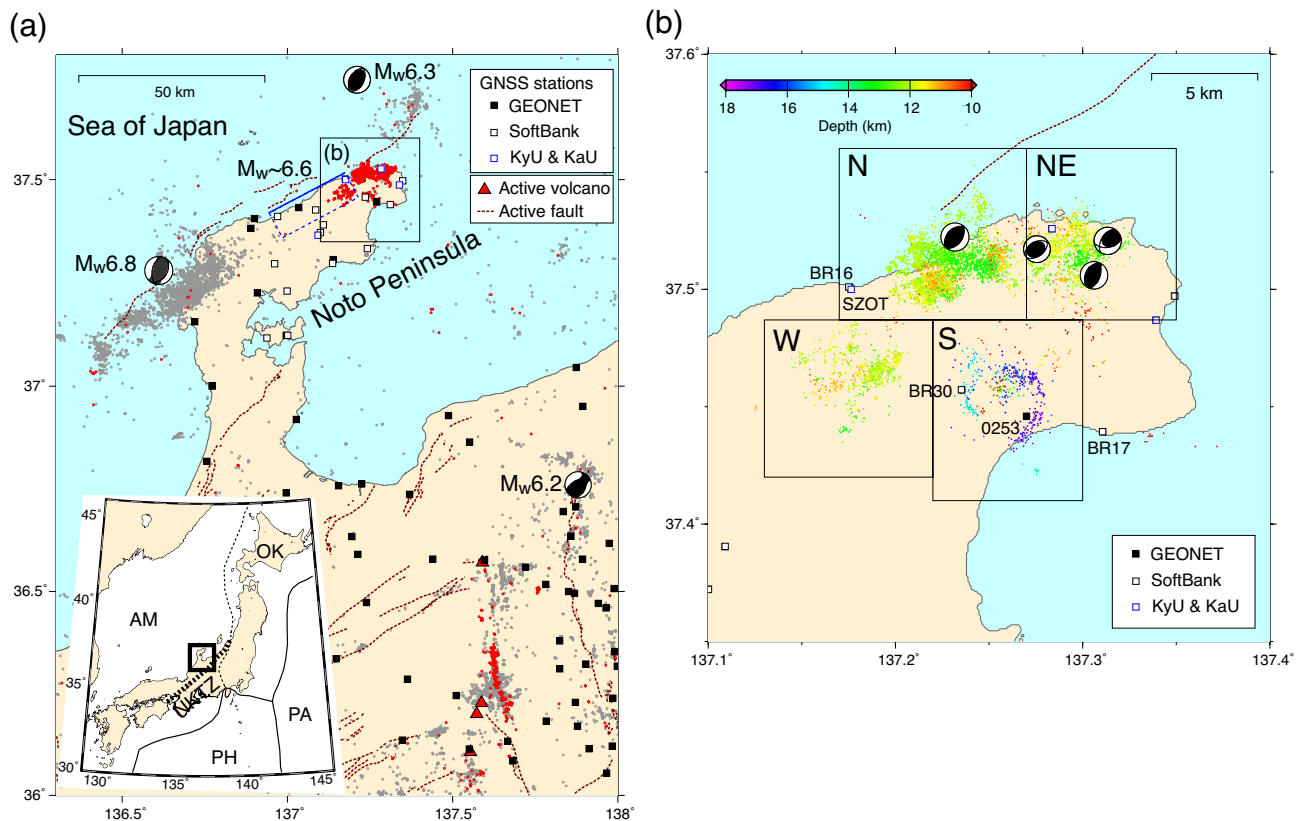 (a)
50 km
Mw6.3
GNSS stations
GEONET
SoftBank
KyU & KaU
Active volcano
Active fault
Sea of Japan
Mw~6.6
(b)
Mw6.8
Noto Peninsula
Mw6.2
37.5˚
37˚
36.5˚
36˚
136.5˚
137˚
137.5˚
138˚
45˚
40˚
35˚
30˚
130˚
135˚
140˚
145˚
OK
AM
NKTZ
PA
PH
(b)
37.6˚
37.5˚
37.4˚
18
16
14
12
10
Depth (km)
5 km
N
NE
BR16
SZOT
W
S
BR30
0253
BR17
GEONET
SoftBank
KyU & KaU
137.1˚
137.2˚
137.3˚
137.4˚